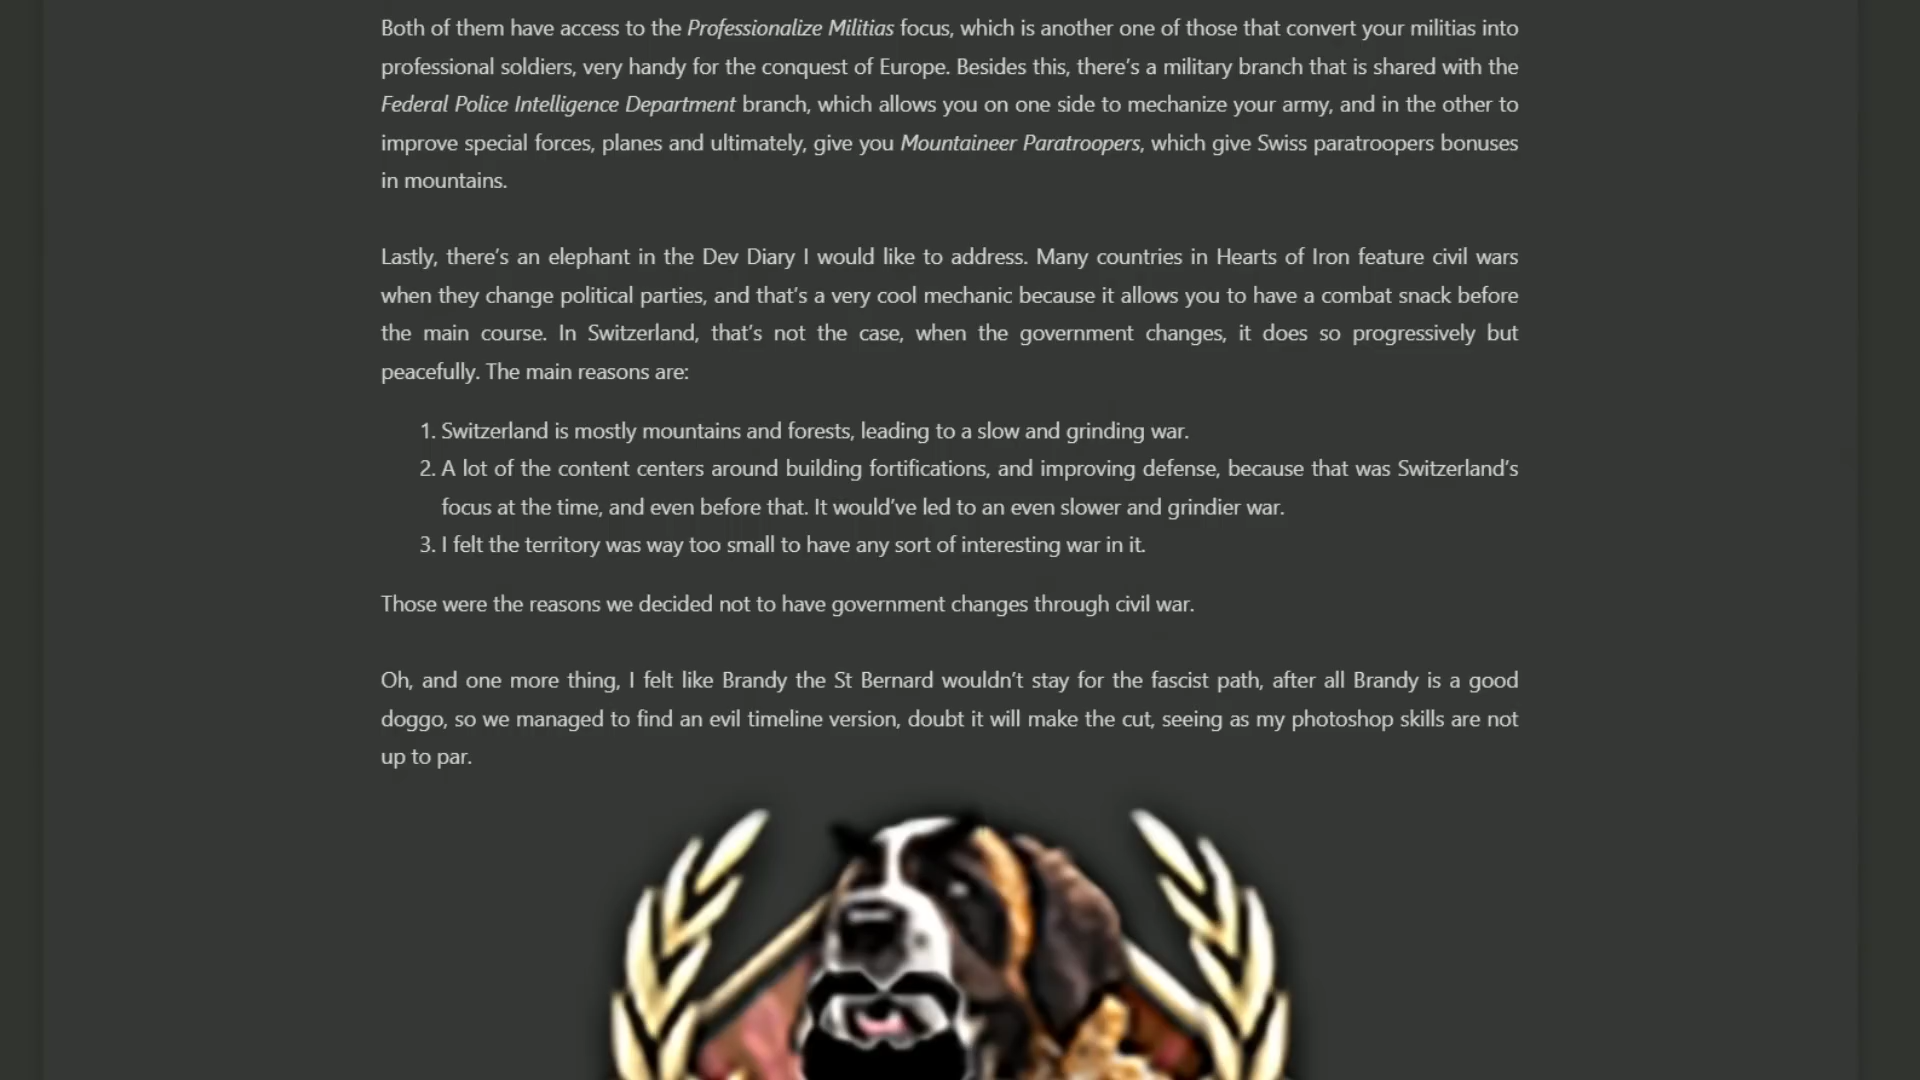 Both of them have access to the Professionalize Militias focus, which is another one of those that convert your militias into
professional soldiers, very handy for the conquest of Europe. Besides this, there's a military branch that is shared with the
Federal Police Intelligence Department branch, which allows you on one side to mechanize your army, and in the other to
improve special forces, planes and ultimately, give you Mountaineer Paratroopers, which give Swiss paratroopers bonuses
in mountains.
Lastly, there's an elephant in the Dev Diary I would like to address. Many countries in Hearts of Iron feature civil wars
when they change political parties, and that's a very cool mechanic because it allows you to have a combat snack before
the main course. In Switzerland, that's not the case, when the government changes, it does so progressively but
peacefully. The main reasons are:
1. Switzerland is mostly mountains and forests, leading to a slow and grinding war.
2. A lot of the content centers around building fortifications, and improving defense, because that was Switzerland's
focus at the time, and even before that. It would've led to an even slower and grindier war.
3. I felt the territory was way too small to have any sort of interesting war in it.
Those were the reasons we decided not to have government changes through civil war.
Oh, and one more thing, I felt like Brandy the St Bernard wouldn't stay for the fascist path, after all Brandy is a good
doggo, so we managed to find an evil timeline version, doubt it will make the cut, seeing as my photoshop skills are not
up to par.